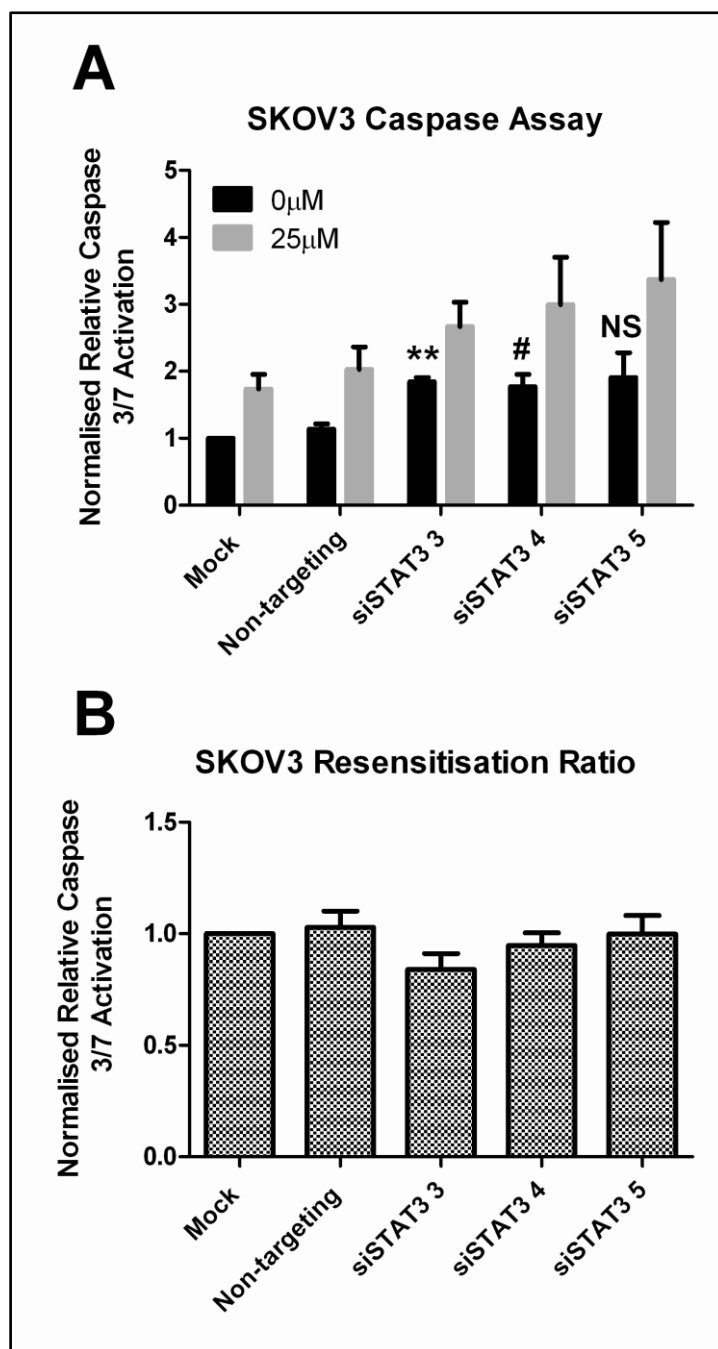 A
SKOV3 Caspase Assay
Normalised Relative Caspase
3/7 Activation
5
4
3
2
1
0
0μM
25μM
**
#
NS
Mock
Non-targeting
siSTAT3 3
siSTAT3 4
siSTAT3 5
B
SKOV3 Resensitisation Ratio
Normalised Relative Caspase
3/7 Activation
1.5
1.0
0.5
0.0
Mock
Non-targeting
siSTAT3 3
siSTAT3 4
siSTAT3 5